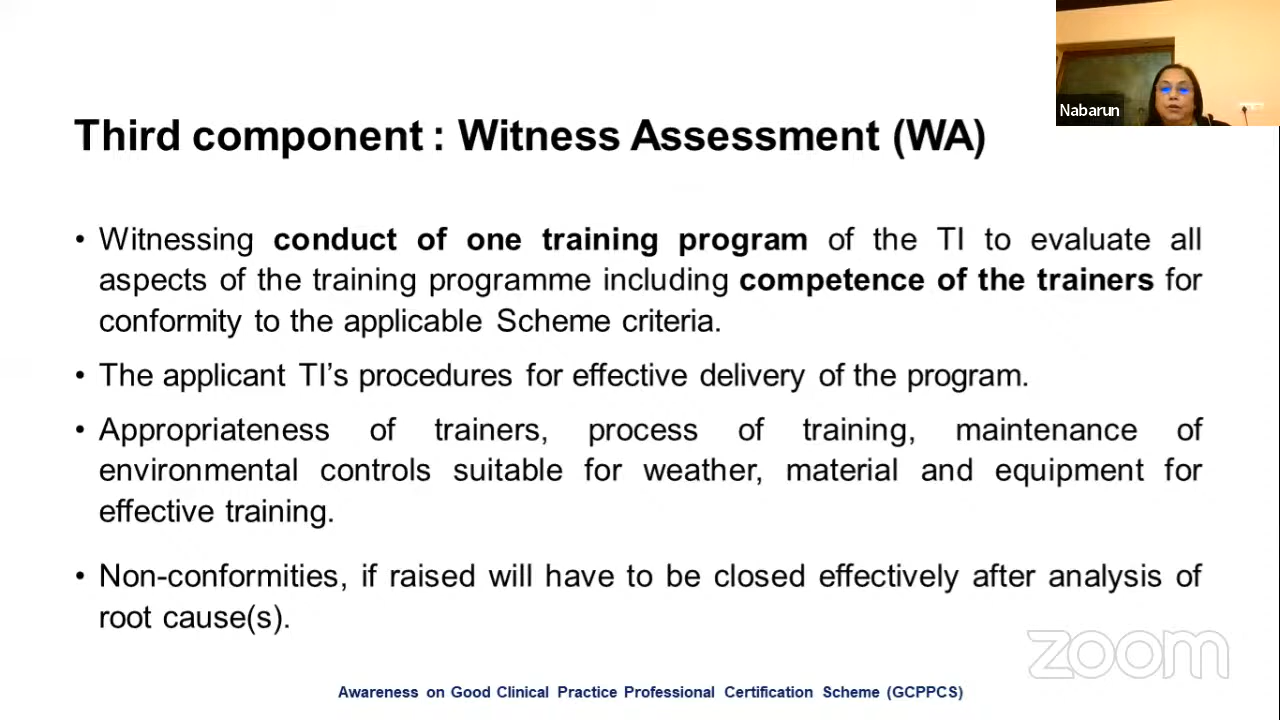 Nabarun
Third component : Witness Assessment (WA)
• Witnessing conduct of one training program of the TI to evaluate all
aspects of the training programme including competence of the trainers for
conformity to the applicable Scheme criteria.
• The applicant TI’s procedures for effective delivery of the program.
• Appropriateness of trainers, process of training, maintenance of
environmental controls suitable for weather, material and equipment for
effective training.
• Non-conformities, if raised will have to be closed effectively after analysis of
root cause(s).
zoom
Awareness on Good Clinical Practice Professional Certification Scheme (GCPPCS)